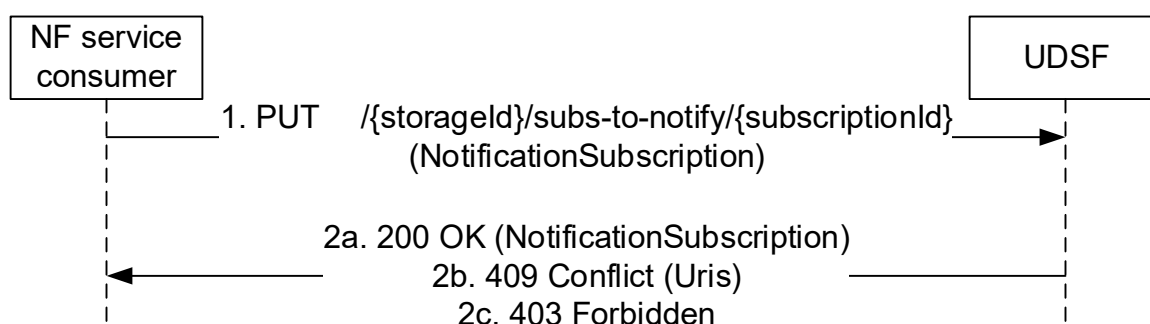 NF service
consumer
UDSF
1. PUT /{storageId}/subs-to-notify/{subscriptionId}
(NotificationSubscription)
2a. 200 OK (NotificationSubscription)
2b. 409 Conflict (Uris)
2c. 403 Forbidden